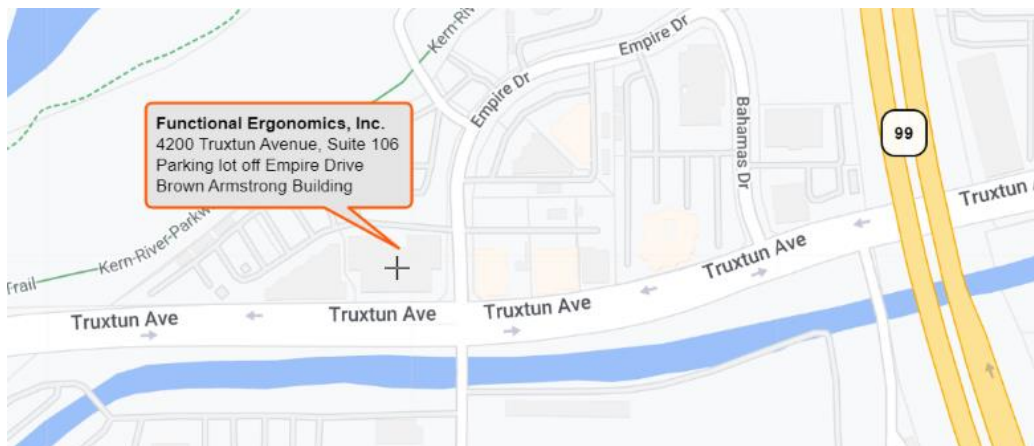 Kern-River-
Empire Dr
Empire Dr
Functional Ergonomics, Inc.
4200 Truxtun Avenue, Suite 106
Parking lot off Empire Drive
Brown Armstrong Building
Bahamas Dr
99
Truxtun A
Kern-River-Parkw
Trail
Truxtun Ave
Truxtun Ave
Truxtun Ave
Truxtun Ave